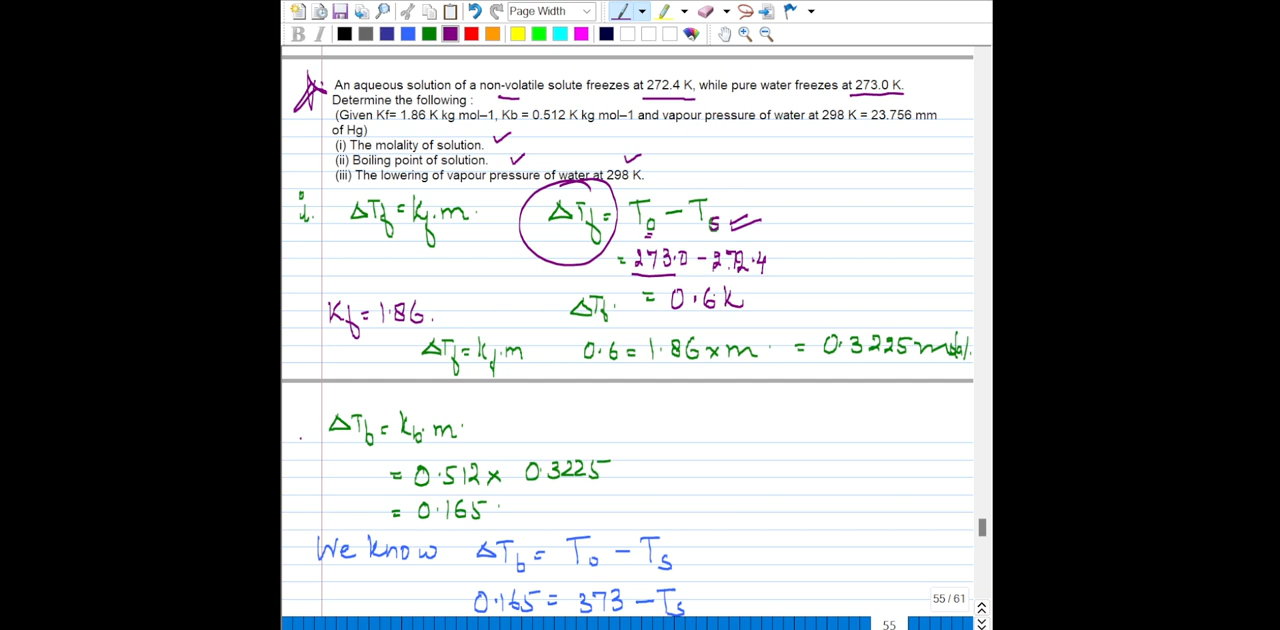 Page Width
B I
An aqueous solution of a non-volatile solute freezes at 272.4 K, while pure water freezes at 273.0 K.
Determine the following :
(Given Kf= 1.86 K kg mol–1, Kb = 0.512 K kg mol–1 and vapour pressure of water at 298 K = 23.756 mm
of Hg)
(i) The molality of solution.
(ii) Boiling point of solution.
(iii) The lowering of vapour pressure of water at 298 K.
i. ΔTf = Kf.m. ΔTf = T0 – Ts
= 273.0 – 272.4
ΔTf = 0.6 K
Kf = 1.86.
ΔTf = Kf.m 0.6 = 1.86 × m = 0.3225 molal.
ΔTb = Kb.m.
= 0.512 × 0.3225
= 0.165
We know ΔTb = T0 – Ts
0.165 = 373 – Ts
55 / 61
55